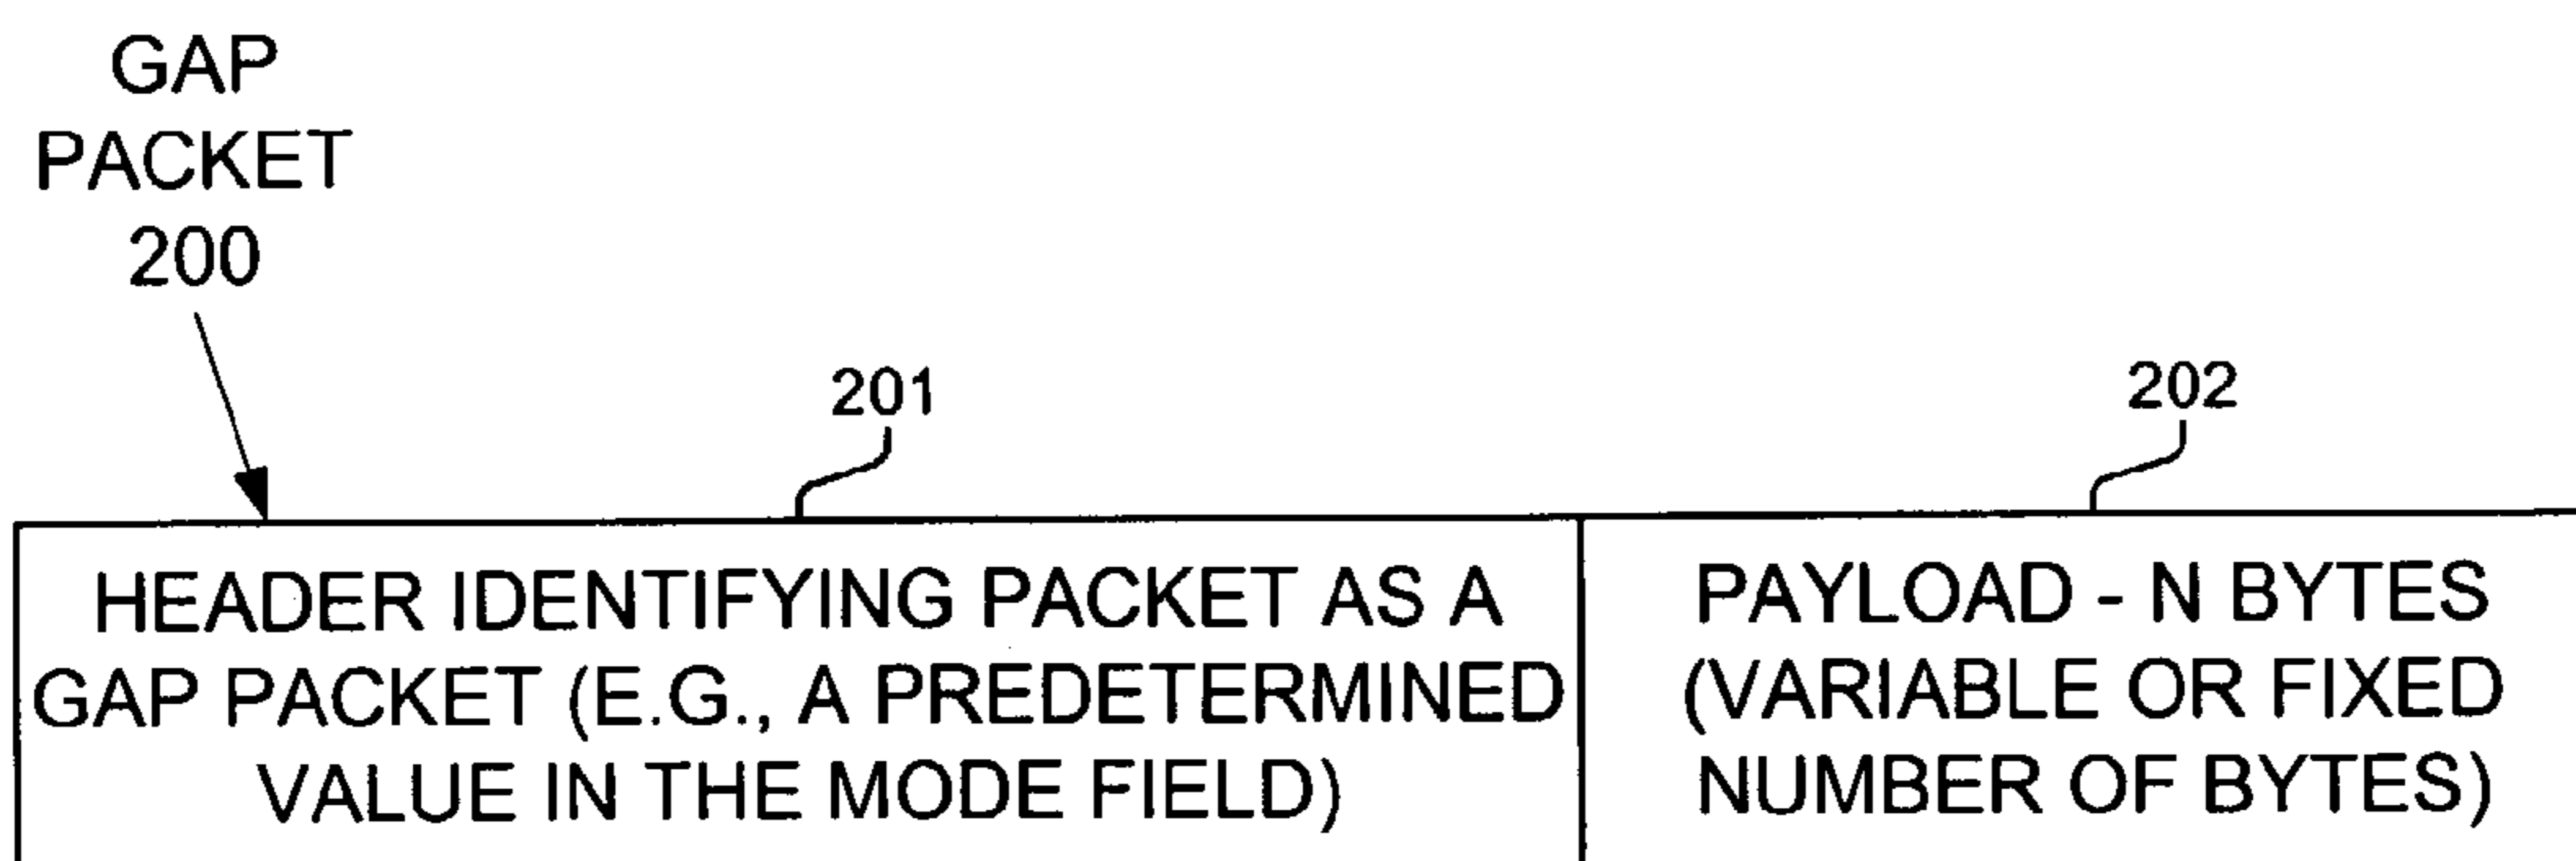 GAP
PACKET
200
201
202
HEADER IDENTIFYING PACKET AS A
GAP PACKET (E.G., A PREDETERMINED
VALUE IN THE MODE FIELD)
PAYLOAD - N BYTES
(VARIABLE OR FIXED
NUMBER OF BYTES)